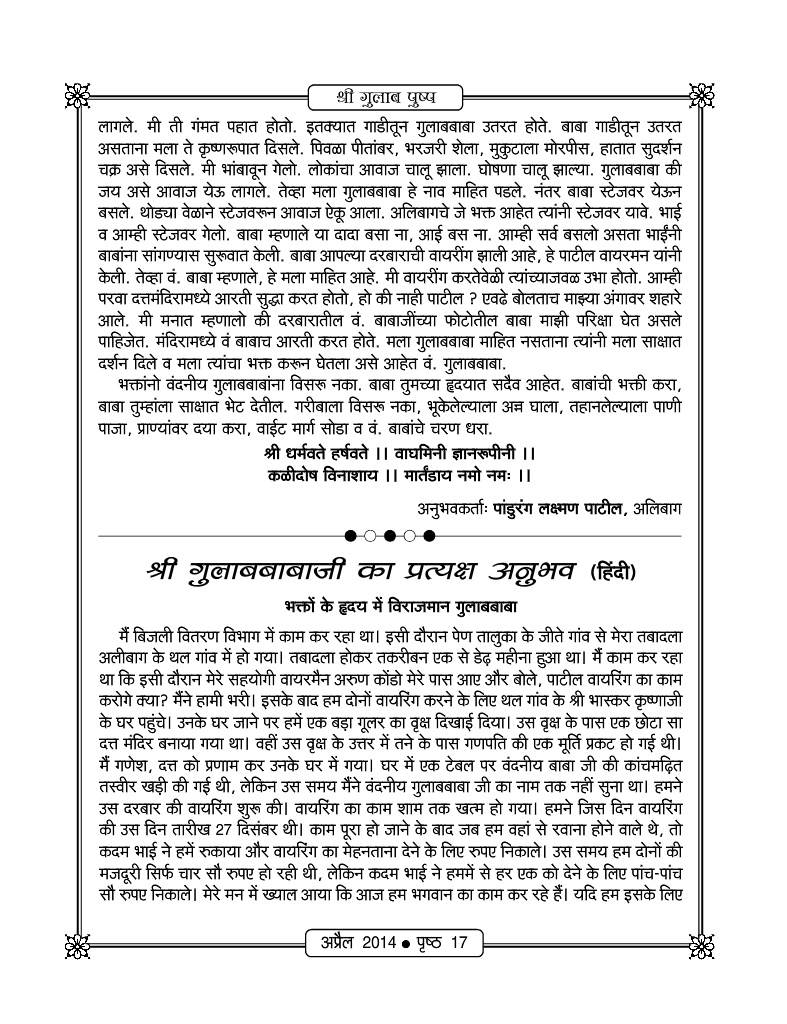 श्री गुलाब पुष्प
लागले. मी ती गंमत पहात होतो. इतक्यात गाडीतून गुलाबबाबा उतरत होते. बाबा गाडीतून उतरत
असताना मला ते कृष्णरूपात दिसले. पिवळा पीतांबर, भरजरी शेला, मुकुटाला मोरपीस, हातात सुदर्शन
चक्र असे दिसले. मी भांबावून गेलो. लोकांचा आवाज चालू झाला. घोषणा चालू झाल्या. गुलाबबाबा की
जय असे आवाज येऊ लागले. तेव्हा मला गुलाबबाबा हे नाव माहित पडले. नंतर बाबा स्टेजवर येऊन
बसले. थोड्या वेळाने स्टेजवरून आवाज ऐकू आला. अलिबागचे जे भक्त आहेत त्यांनी स्टेजवर यावे. भाई
व आम्ही स्टेजवर गेलो. बाबा म्हणाले या दादा बसा ना, आई बस ना. आम्ही सर्व बसलो असता भाईंनी
बाबांना सांगण्यास सुरूवात केली. बाबा आपल्या दरबाराची वायरींग झाली आहे, हे पाटील वायरमन यांनी
केली. तेव्हा वं. बाबा म्हणाले, हे मला माहित आहे. मी वायरींग करतेवेळी त्यांच्याजवळ उभा होतो. आम्ही
परवा दत्तमंदिरामध्ये आरती सुद्धा करत होतो, हो की नाही पाटील ? एवढे बोलताच माझ्या अंगावर शहारे
आले. मी मनात म्हणालो की दरबारातील वं. बाबाजींच्या फोटोतील बाबा माझी परिक्षा घेत असले
पाहिजेत. मंदिरामध्ये वं बाबाच आरती करत होते. मला गुलाबबाबा माहित नसताना त्यांनी मला साक्षात
दर्शन दिले व मला त्यांचा भक्त करून घेतला असे आहेत वं. गुलाबबाबा.
भक्तांनो वंदनीय गुलाबबाबांना विसरू नका. बाबा तुमच्या हृदयात सदैव आहेत. बाबांची भक्ती करा,
बाबा तुम्हांला साक्षात भेट देतील. गरीबाला विसरू नका, भूकेलेल्याला अन्न घाला, तहानलेल्याला पाणी
पाजा, प्राण्यांवर दया करा, वाईट मार्ग सोडा व वं. बाबांचे चरण धरा.
श्री धर्मवते हर्षवते ।। वाघमिनी ज्ञानरूपीनी ।।
कळीदोष विनाशाय ।। मार्तंडाय नमो नमः ।।
अनुभवकर्ताः पांडुरंग लक्ष्मण पाटील, अलिबाग
श्री गुलाबबाबाजी का प्रत्यक्ष अनुभव (हिंदी)
भक्तों के हृदय में विराजमान गुलाबबाबा
मैं बिजली वितरण विभाग में काम कर रहा था। इसी दौरान पेण तालुका के जीते गांव से मेरा तबादला
अलीबाग के थल गांव में हो गया। तबादला होकर तकरीबन एक से डेढ़ महीना हुआ था। मैं काम कर रहा
था कि इसी दौरान मेरे सहयोगी वायरमैन अरुण कोंडो मेरे पास आए और बोले, पाटील वायरिंग का काम
करोगे क्या? मैंने हामी भरी। इसके बाद हम दोनों वायरिंग करने के लिए थल गांव के श्री भास्कर कृष्णाजी
के घर पहुंचे। उनके घर जाने पर हमें एक बड़ा गूलर का वृक्ष दिखाई दिया। उस वृक्ष के पास एक छोटा सा
दत्त मंदिर बनाया गया था। वहीं उस वृक्ष के उत्तर में तने के पास गणपति की एक मूर्ति प्रकट हो गई थी।
मैं गणेश, दत्त को प्रणाम कर उनके घर में गया। घर में एक टेबल पर वंदनीय बाबा जी की कांचमढ़ित
तस्वीर खड़ी की गई थी, लेकिन उस समय मैंने वंदनीय गुलाबबाबा जी का नाम तक नहीं सुना था। हमने
उस दरबार की वायरिंग शुरू की। वायरिंग का काम शाम तक खत्म हो गया। हमने जिस दिन वायरिंग
की उस दिन तारीख 27 दिसंबर थी। काम पूरा हो जाने के बाद जब हम वहां से रवाना होने वाले थे, तो
कदम भाई ने हमें रुकाया और वायरिंग का मेहनताना देने के लिए रुपए निकाले। उस समय हम दोनों की
मजदूरी सिर्फ चार सौ रुपए हो रही थी, लेकिन कदम भाई ने हममें से हर एक को देने के लिए पांच-पांच
सौ रुपए निकाले। मेरे मन में ख्याल आया कि आज हम भगवान का काम कर रहे हैं। यदि हम इसके लिए
अप्रैल 2014 ● पृष्ठ 17